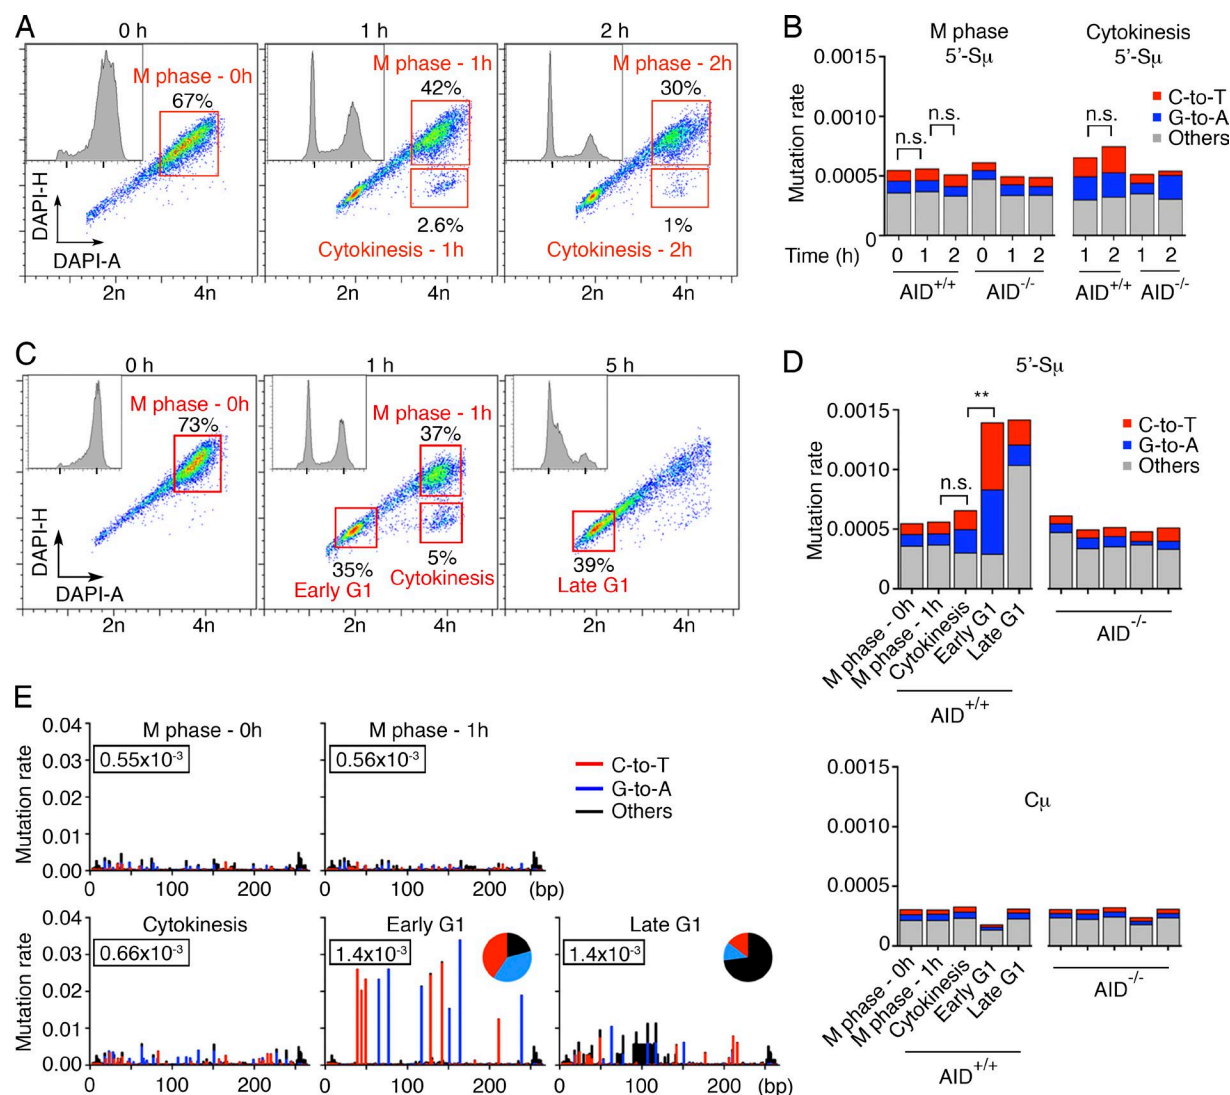 A
0 h
1 h
2 h
M phase - 0h
67%
M phase - 1h
42%
M phase - 2h
30%
DAPI-H
DAPI-A
2.6%
Cytokinesis - 1h
1%
Cytokinesis - 2h
2n 4n
2n 4n
2n 4n
B
M phase
5'-Sμ
Cytokinesis
5'-Sμ
Mutation rate
0.0015
0.0010
0.0005
0
n.s.
n.s.
n.s.
C-to-T
G-to-A
Others
Time (h) 0 1 2 0 1 2 1 2 1 2
AID+/+ AID-/- AID+/+ AID-/-
C
0 h
1 h
5 h
M phase - 0h
73%
M phase - 1h
37%
DAPI-H
DAPI-A
35%
Early G1
5%
Cytokinesis
39%
Late G1
2n 4n
2n 4n
2n 4n
D
5'-Sμ
Mutation rate
0.0015
0.0010
0.0005
0
n.s.
**
C-to-T
G-to-A
Others
M phase - 0h
M phase - 1h
Cytokinesis
Early G1
Late G1
AID+/+
AID-/-
Cμ
0.0015
0.0010
0.0005
0
M phase - 0h
M phase - 1h
Cytokinesis
Early G1
Late G1
AID+/+
AID-/-
E
M phase - 0h
M phase - 1h
Mutation rate
0.04
0.03
0.02
0.01
0.00
0.55x10-3
0.56x10-3
C-to-T
G-to-A
Others
0 100 200
0 100 200 (bp)
Cytokinesis
Early G1
Late G1
Mutation rate
0.04
0.03
0.02
0.01
0.00
0.66x10-3
1.4x10-3
1.4x10-3
0 100 200
0 100 200
0 100 200 (bp)